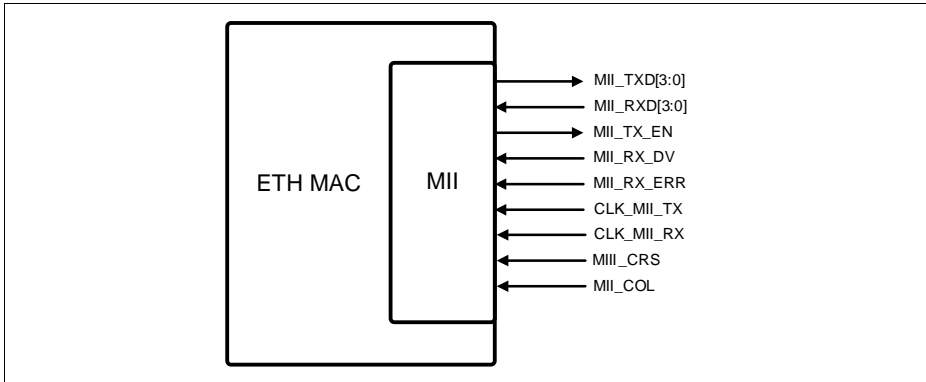 ETH MAC
MII
MII_TXD[3:0]
MII_RXD[3:0]
MII_TX_EN
MII_RX_DV
MII_RX_ERR
CLK_MII_TX
CLK_MII_RX
MIII_CRS
MII_COL